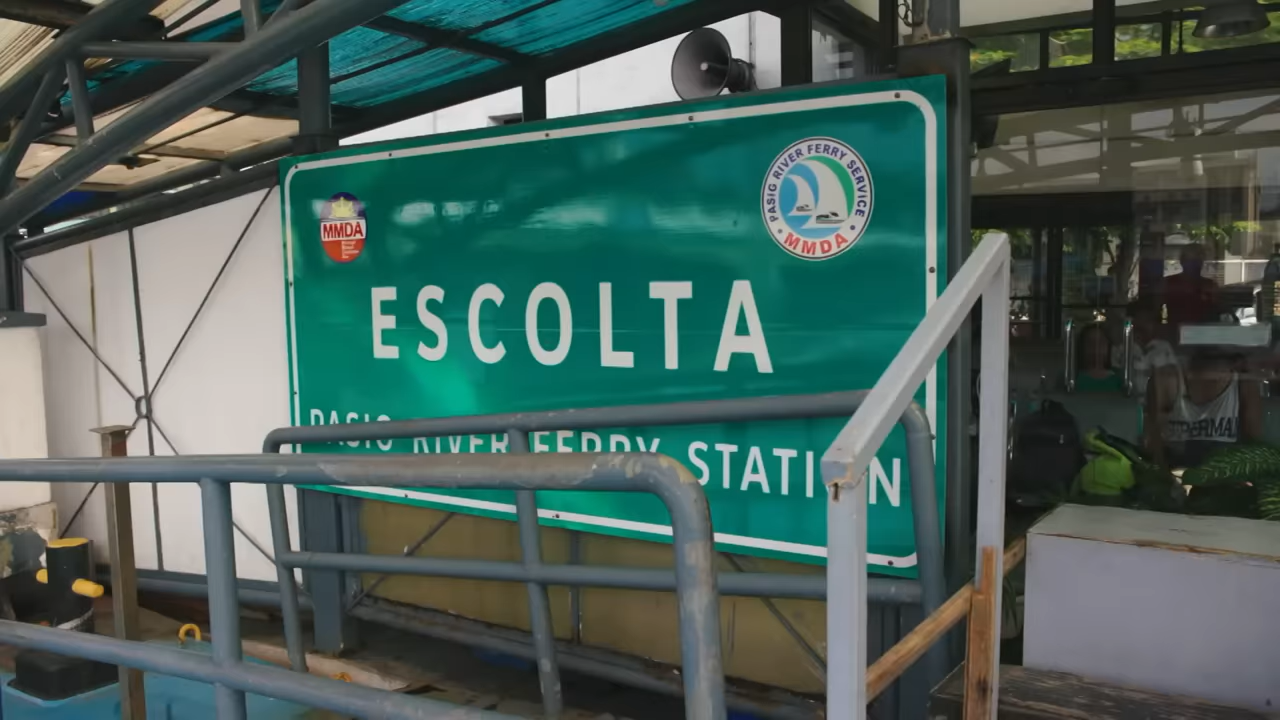 MMDA
PASIG RIVER FERRY SERVICE
MMDA
ESCOLTA
PASIG RIVER FERRY STATION